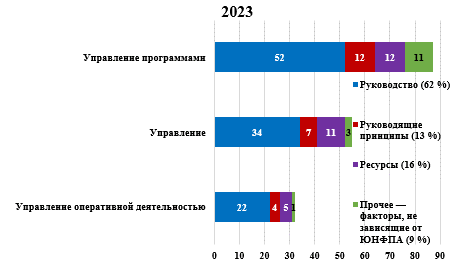 2023
Управление программами
52 12 12 11
Руководство (62 %)
Управление
34 7 11 3
Руководящие
принципы (13 %)
Ресурсы (16 %)
Управление оперативной деятельностью
22 4 5 1
Прочее —
факторы, не
зависящие от
ЮНФПА (9 %)
0 10 20 30 40 50 60 70 80 90